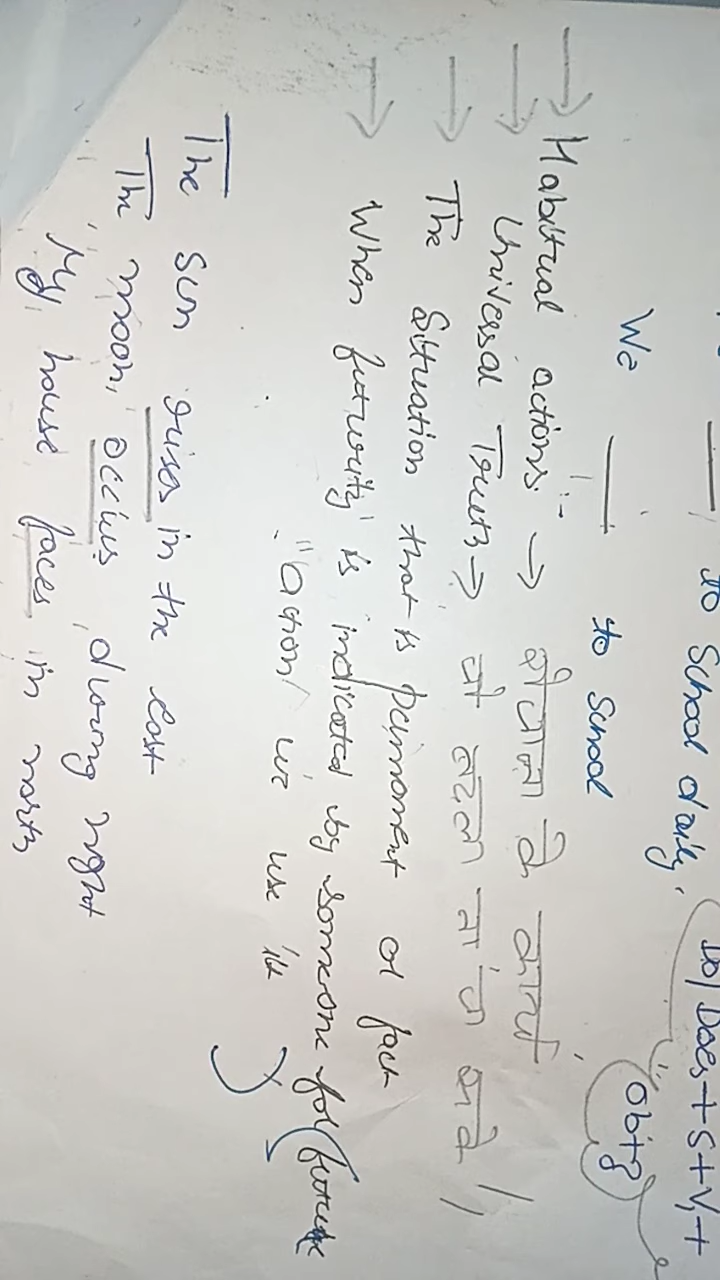 to School daily.
Do/Does + S + V₁ +
We ___ to School
Obj + ?
→ Habitual actions :- → रोजाना के कार्य
→ Universal Truth → जो बदला ना जा सके,
→ The Situation that is permanent or fact
→ When futurity is indicated by someone for (future
"action" we use it )
The sun rises in the east
The moon, occurs, during night
My house faces in north